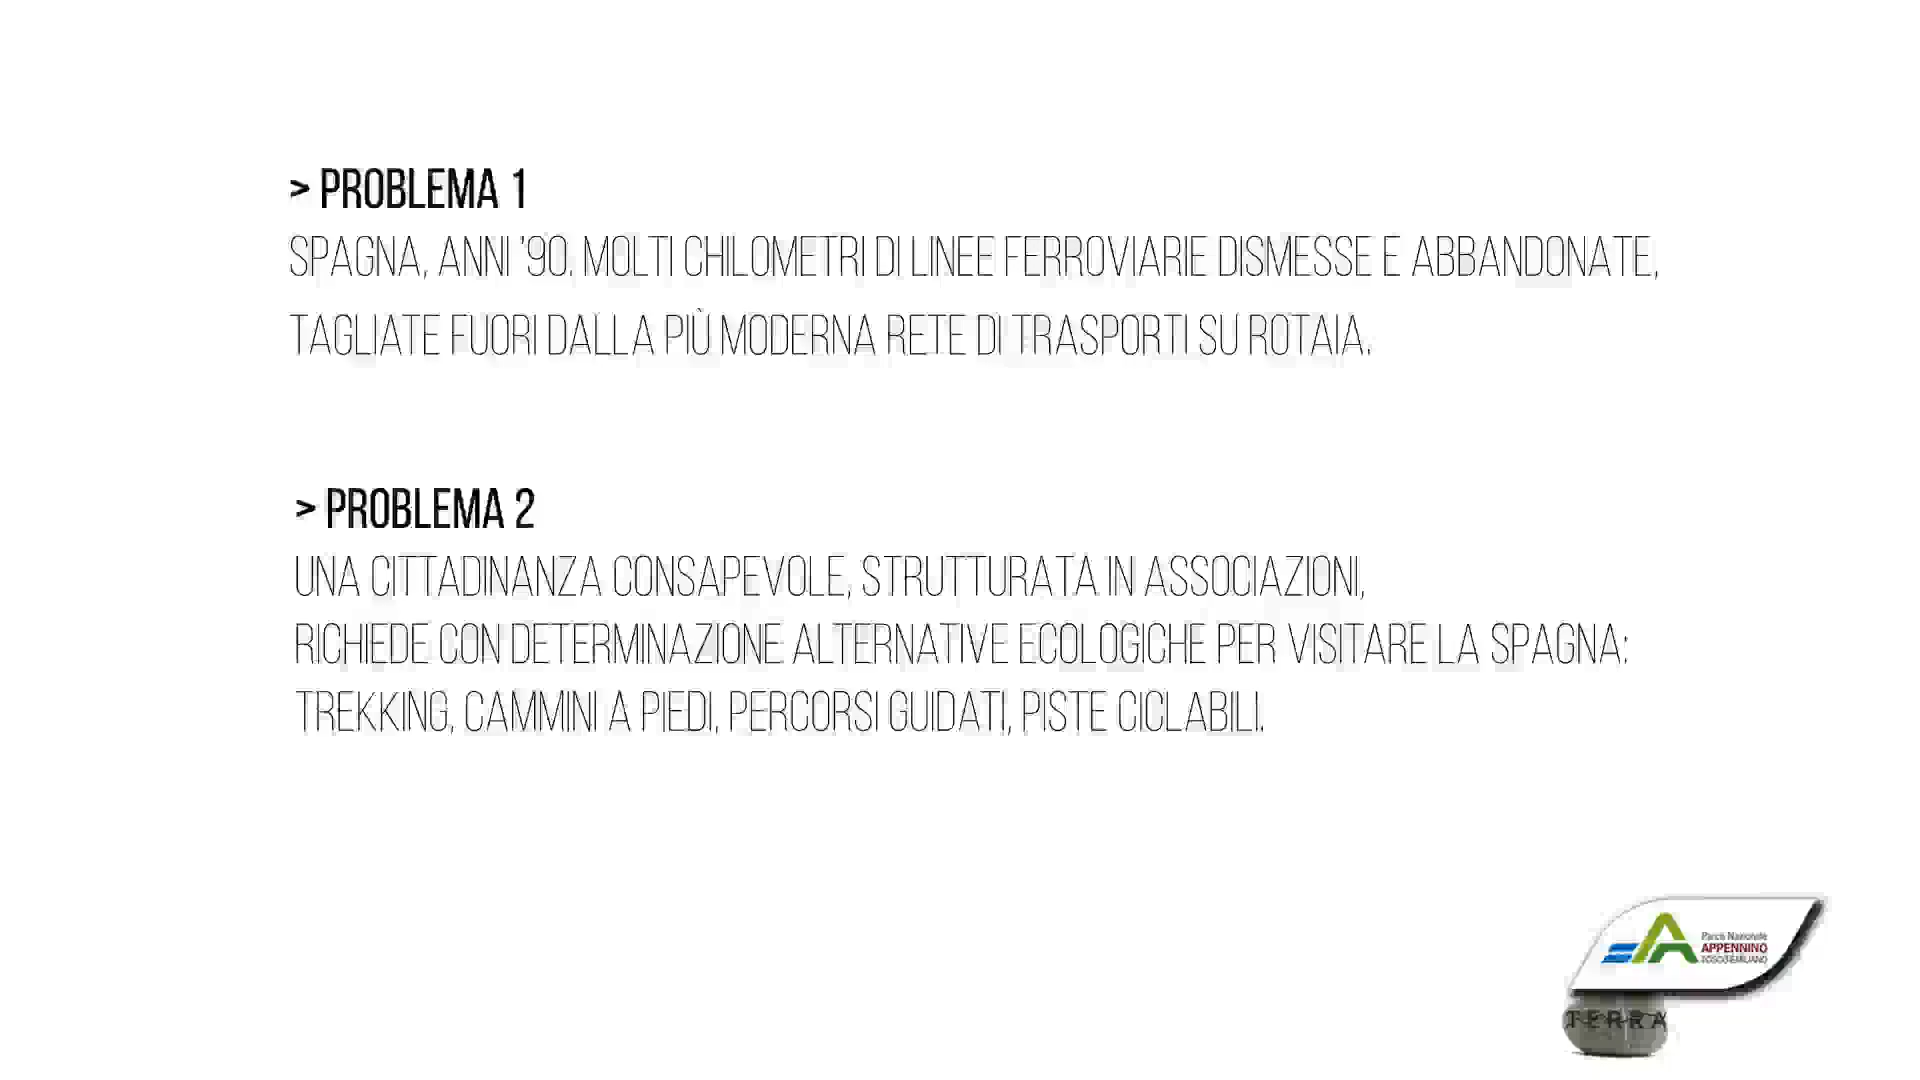 > PROBLEMA 1
SPAGNA, ANNI '90. MOLTI CHILOMETRI DI LINEE FERROVIARIE DISMESSE E ABBANDONATE,
TAGLIATE FUORI DALLA PIÙ MODERNA RETE DI TRASPORTI SU ROTAIA.
> PROBLEMA 2
UNA CITTADINANZA CONSAPEVOLE, STRUTTURATA IN ASSOCIAZIONI,
RICHIEDE CON DETERMINAZIONE ALTERNATIVE ECOLOGICHE PER VISITARE LA SPAGNA:
TREKKING, CAMMINI A PIEDI, PERCORSI GUIDATI, PISTE CICLABILI.
Parco Nazionale
APPENNINO
TOSCO-EMILIANO
TERRA